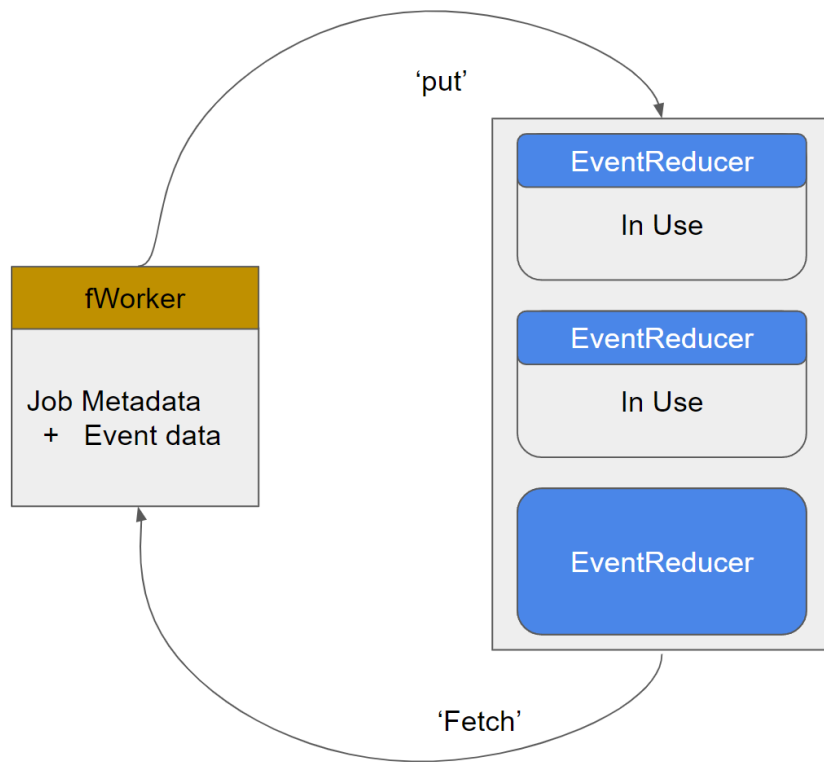 ‘put’
EventReducer
In Use
fWorker
EventReducer
Job Metadata
+ Event data
In Use
EventReducer
‘Fetch’